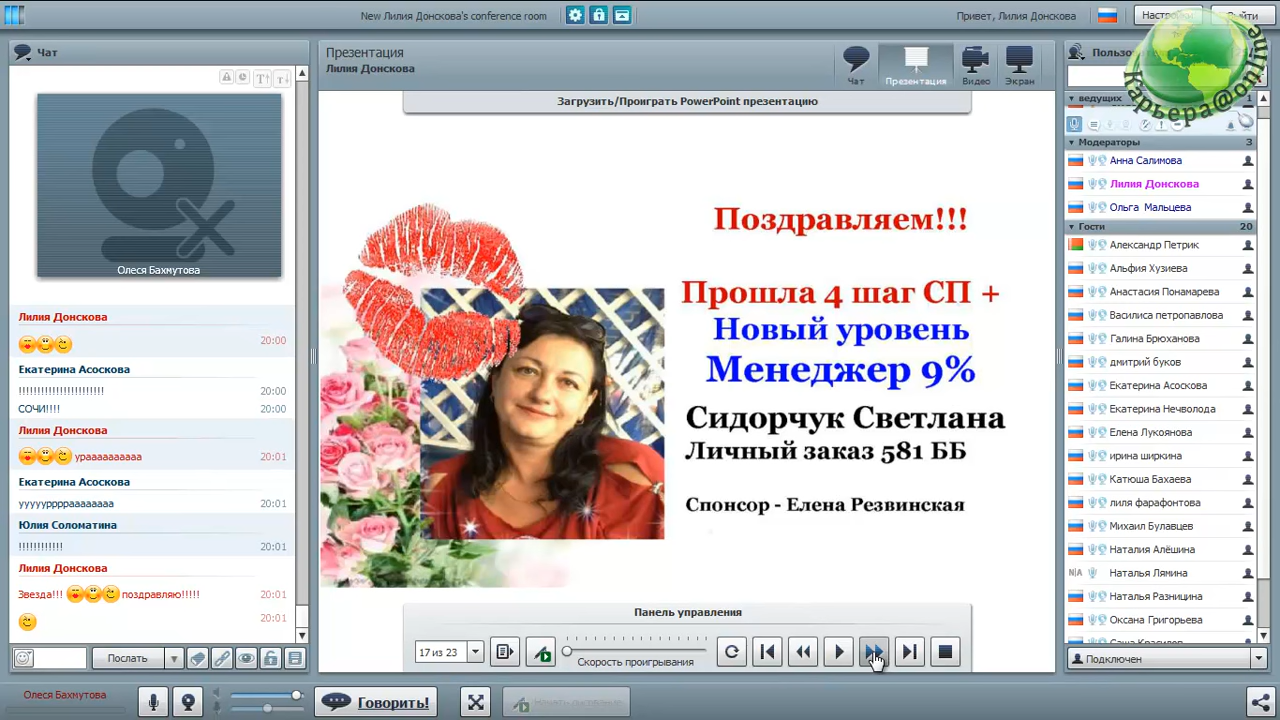 New Лилия Донскова's conference room
Привет, Лилия Донскова
Настройки
Выйти
карьера@online
Чат
Олеся Бахмутова
Лилия Донскова
20:00
Екатерина Асоскова
!!!!!!!!!!!!!!!!!!!!!!!!
20:00
СОЧИ!!!!
20:00
Лилия Донскова
урааааааааа
20:01
Екатерина Асоскова
ууууурррраааааааа
20:01
Юлия Соломатина
!!!!!!!!!!!!
20:01
Лилия Донскова
Звезда!!! поздравляю!!!!!
20:01
20:01
Послать
Презентация
Лилия Донскова
Чат
Презентация
Видео
Экран
Загрузить/Проиграть PowerPoint презентацию
Поздравляем!!!
Прошла 4 шаг СП +
Новый уровень
Менеджер 9%
Сидорчук Светлана
Личный заказ 581 ББ
Спонсор - Елена Резвинская
Панель управления
17 из 23
Скорость проигрывания
ведущих
1
Модераторы
3
Анна Салимова
Лилия Донскова
Ольга Мальцева
Гости
20
Александр Петрик
Альфия Хузиева
Анастасия Понамарева
Василиса петропавлова
Галина Брюханова
дмитрий буков
Екатерина Асоскова
Екатерина Нечволода
Елена Лукоянова
ирина ширкина
Катюша Бахаева
лиля фарафонтова
Михаил Булавцев
Наталия Алёшина
N/A
Наталья Лямина
Наталья Разницина
Оксана Григорьева
Подключен
Олеся Бахмутова
Говорить!